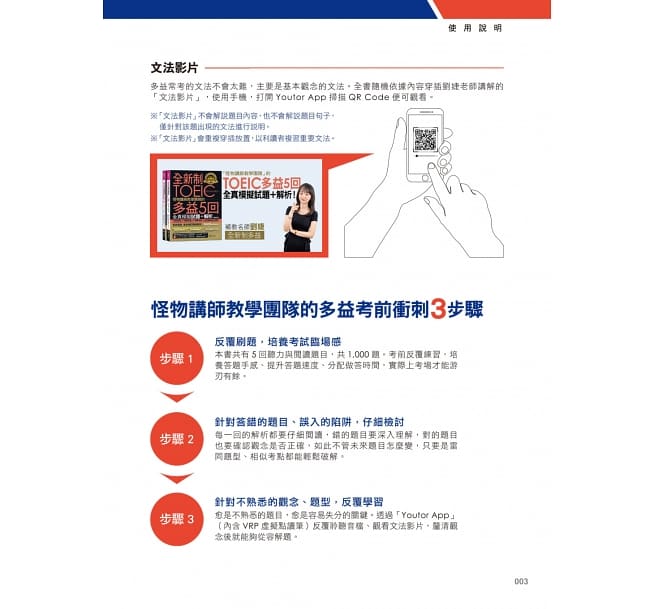 使用說明
文法影片
多益常考的文法不會太難，主要是基本觀念的文法。全書隨機依據內容穿插劉婕老師講解的
「文法影片」，使用手機，打開 Youtor App 掃描 QR Code 便可觀看。
※「文法影片」不會解說題目內容，也不會解說題目句子，
僅針對該題出現的文法進行說明。
※「文法影片」會重複穿插放置，以利讀者複習重要文法。
全新制
TOEIC
多益5回
全真模擬試題+解析
「怪物講師教學團隊」的
TOEIC多益5回
全真模擬試題+解析！
補教名師劉婕
全新制多益
怪物講師教學團隊的多益考前衝刺3步驟
步驟 1
反覆刷題，培養考試臨場感
本書共有 5 回聽力與閱讀題目，共 1,000 題。考前反覆練習，培
養答題手感、提升答題速度、分配做答時間，實際上考場才能游
刃有餘。
步驟 2
針對答錯的題目、誤入的陷阱，仔細檢討
每一回的解析都要仔細閱讀，錯的題目要深入理解，對的題目
也要確認觀念是否正確，如此不管未來題目怎麼變，只要是雷
同題型、相似考點都能輕鬆破解。
步驟 3
針對不熟悉的觀念、題型，反覆學習
愈是不熟悉的題目，愈是容易失分的關鍵。透過「Youtor App」
（內含 VRP 虛擬點讀筆）反覆聆聽音檔、觀看文法影片，釐清觀
念後就能夠從容解題。
003